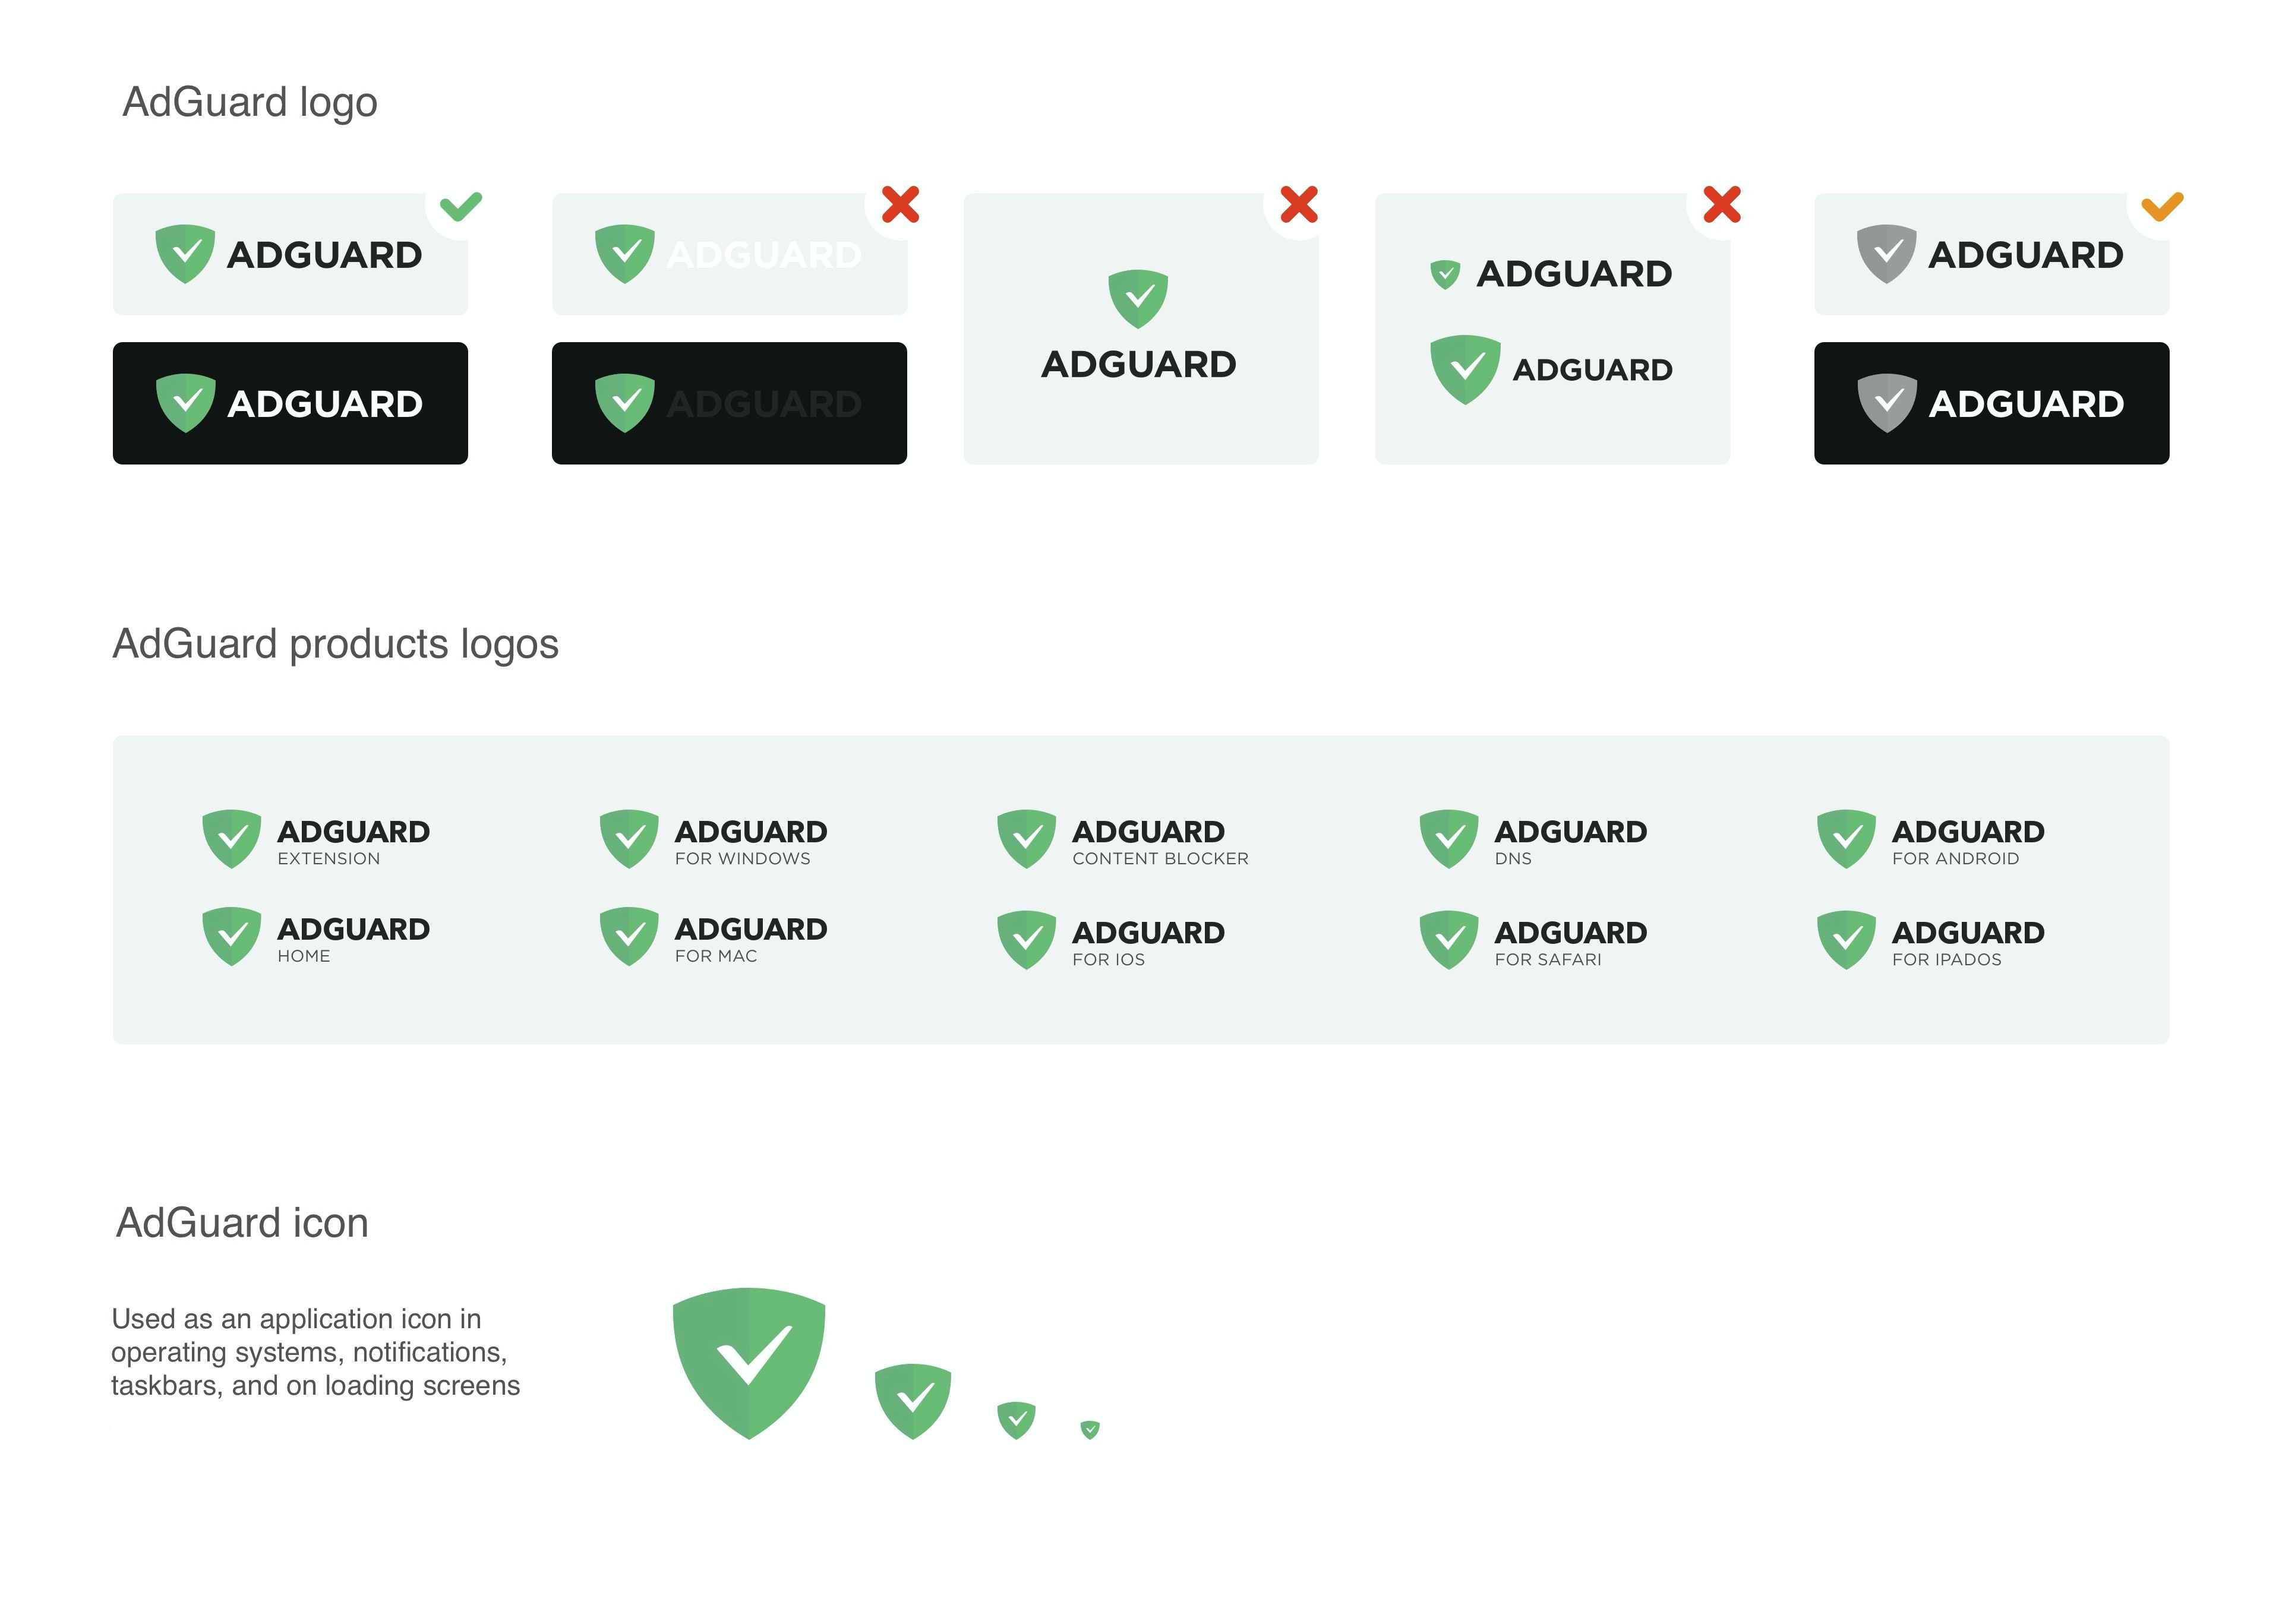 AdGuard logo
ADGUARD
ADGUARD
ADGUARD
ADGUARD
ADGUARD
ADGUARD
ADGUARD
ADGUARD
ADGUARD
AdGuard products logos
ADGUARD
EXTENSION
ADGUARD
FOR WINDOWS
ADGUARD
CONTENT BLOCKER
ADGUARD
DNS
ADGUARD
FOR ANDROID
ADGUARD
HOME
ADGUARD
FOR MAC
ADGUARD
FOR IOS
ADGUARD
FOR SAFARI
ADGUARD
FOR IPADOS
AdGuard icon
Used as an application icon in
operating systems, notifications,
taskbars, and on loading screens